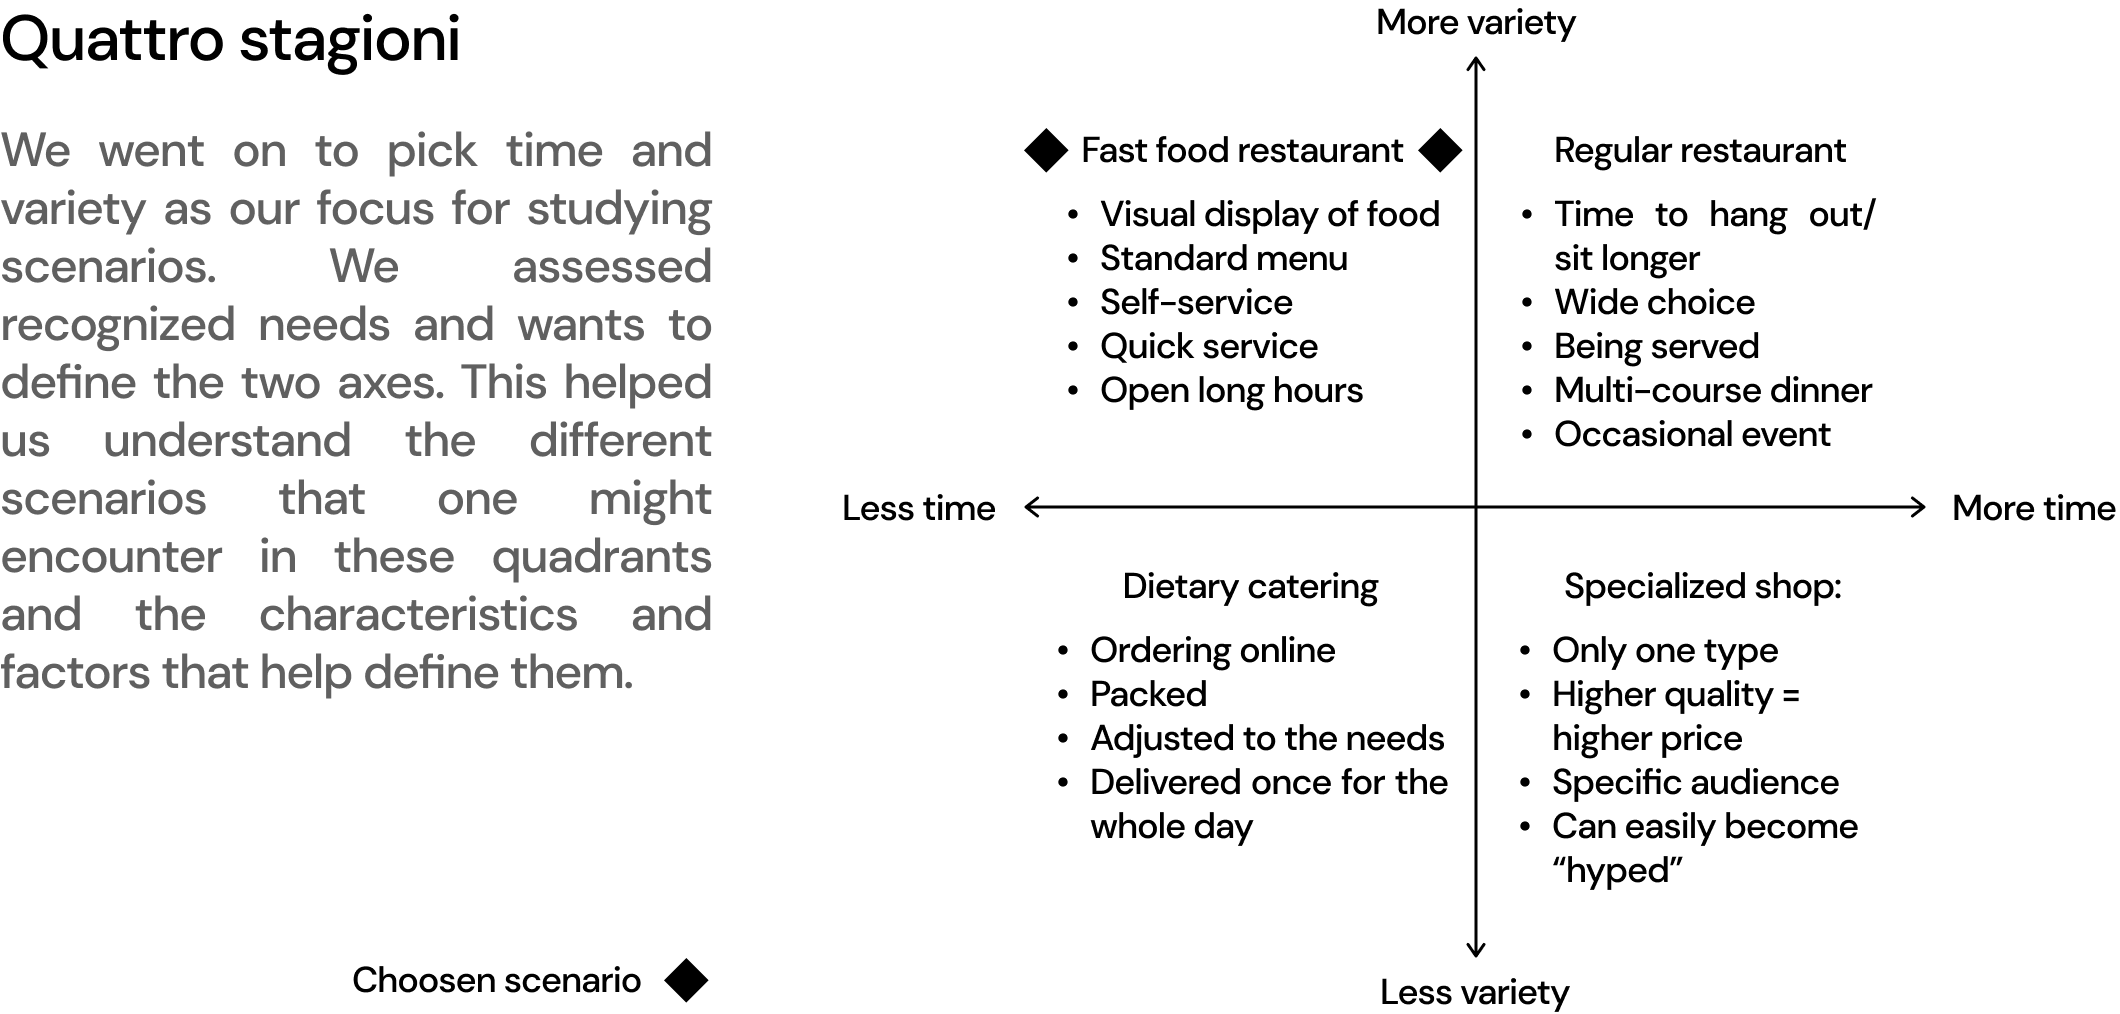 Quattro stagioni
We went on to pick time and
variety as our focus for studying
scenarios. We assessed
recognized needs and wants to
define the two axes. This helped
us understand the different
scenarios that one might
encounter in these quadrants
and the characteristics and
factors that help define them.
Choosen scenario
More variety
Fast food restaurant
• Visual display of food
• Standard menu
• Self-service
• Quick service
• Open long hours
Regular restaurant
• Time to hang out/
sit longer
• Wide choice
• Being served
• Multi-course dinner
• Occasional event
Less time
More time
Dietary catering
• Ordering online
• Packed
• Adjusted to the needs
• Delivered once for the
whole day
Specialized shop:
• Only one type
• Higher quality =
higher price
• Specific audience
• Can easily become
“hyped”
Less variety